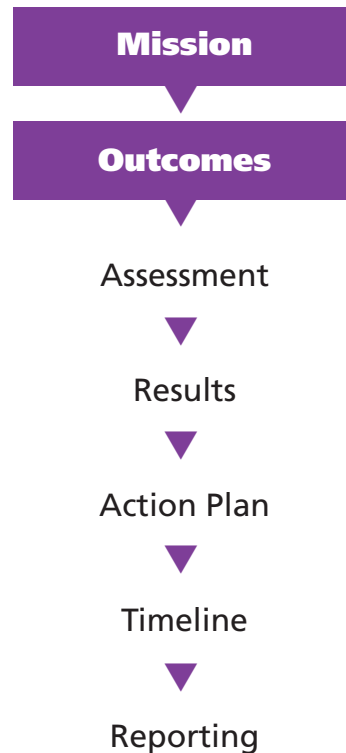 Mission
Outcomes
Assessment
Results
Action Plan
Timeline
Reporting